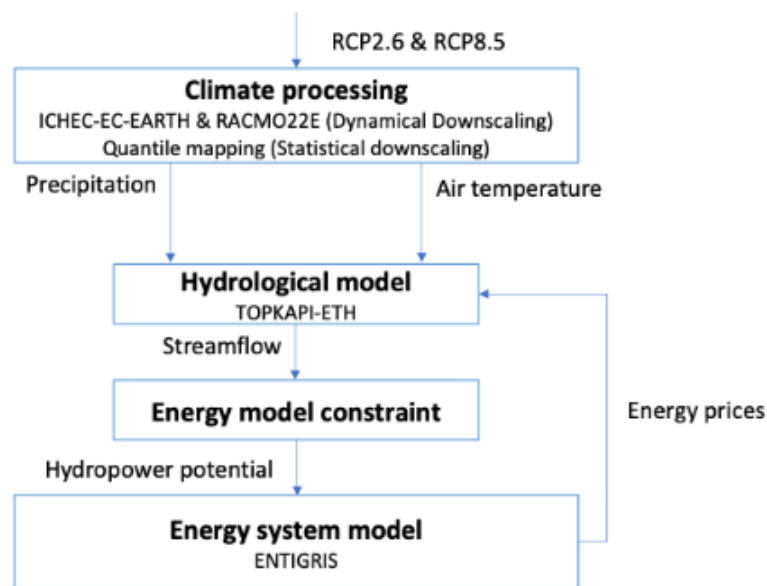 RCP2.6 & RCP8.5
Climate processing
ICHEC-EC-EARTH & RACMO22E (Dynamical Downscaling)
Quantile mapping (Statistical downscaling)
Precipitation
Air temperature
Hydrological model
TOPKAPI-ETH
Streamflow
Energy model constraint
Energy prices
Hydropower potential
Energy system model
ENTIGRIS